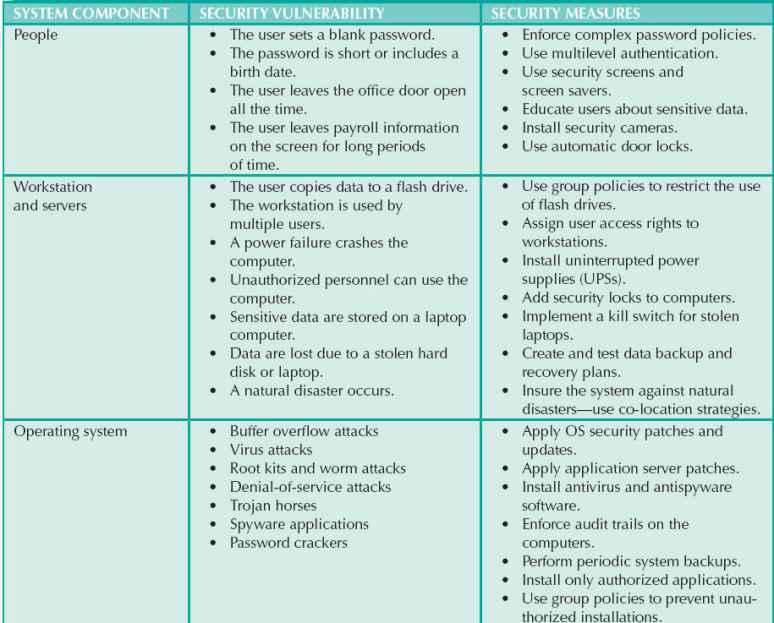 SYSTEM COMPONENT SECURITY VULNERABILITY SECURITY MEASURES
People
• The user sets a blank password.
• The password is short or includes a
birth date.
• The user leaves the office door open
all the time.
• The user leaves payroll information
on the screen for long periods
of time.
• Enforce complex password policies.
• Use multilevel authentication.
• Use security screens and
screen savers.
• Educate users about sensitive data.
• Install security cameras.
• Use automatic door locks.
Workstation
and servers
• The user copies data to a flash drive.
• The workstation is used by
multiple users.
• A power failure crashes the
computer.
• Unauthorized personnel can use the
computer.
• Sensitive data are stored on a laptop
computer.
• Data are lost due to a stolen hard
disk or laptop.
• A natural disaster occurs.
• Use group policies to restrict the use
of flash drives.
• Assign user access rights to
workstations.
• Install uninterrupted power
supplies (UPSs).
• Add security locks to computers.
• Implement a kill switch for stolen
laptops.
• Create and test data backup and
recovery plans.
• Insure the system against natural
disasters—use co-location strategies.
Operating system
• Buffer overflow attacks
• Virus attacks
• Root kits and worm attacks
• Denial-of-service attacks
• Trojan horses
• Spyware applications
• Password crackers
• Apply OS security patches and
updates.
• Apply application server patches.
• Install antivirus and antispyware
software.
• Enforce audit trails on the
computers.
• Perform periodic system backups.
• Install only authorized applications.
• Use group policies to prevent unau-
thorized installations.